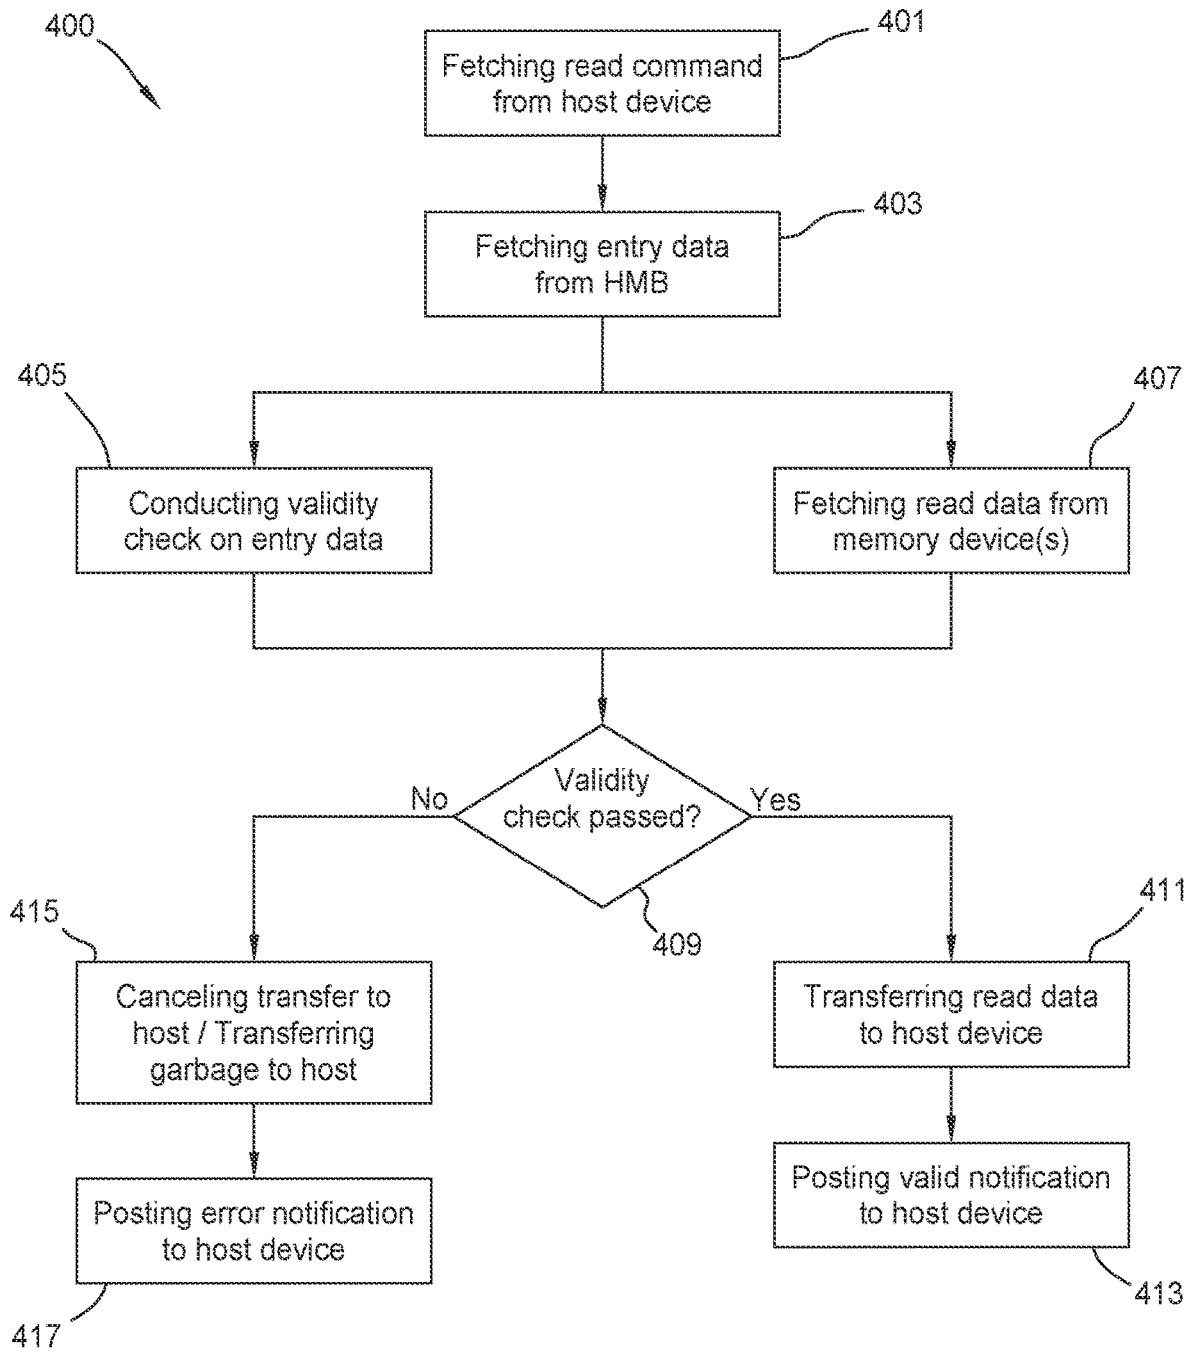 400
401
Fetching read command
from host device
403
Fetching entry data
from HMB
405
Conducting validity
check on entry data
407
Fetching read data from
memory device(s)
Validity
check passed?
No
Yes
409
415
Canceling transfer to
host / Transferring
garbage to host
411
Transferring read data
to host device
Posting error notification
to host device
417
Posting valid notification
to host device
413